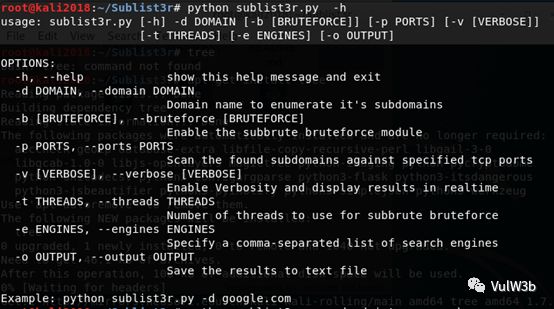 root@kali2018:~/Sublist3r# python sublist3r.py -h
usage: sublist3r.py [-h] -d DOMAIN [-b [BRUTEFORCE]] [-p PORTS] [-v [VERBOSE]]
[-t THREADS] [-e ENGINES] [-o OUTPUT]
OPTIONS:
-h, --help show this help message and exit
-d DOMAIN, --domain DOMAIN
Domain name to enumerate it's subdomains
-b [BRUTEFORCE], --bruteforce [BRUTEFORCE]
Enable the subbrute bruteforce module
-p PORTS, --ports PORTS
Scan the found subdomains against specified tcp ports
-v [VERBOSE], --verbose [VERBOSE]
Enable Verbosity and display results in realtime
-t THREADS, --threads THREADS
Number of threads to use for subbrute bruteforce
-e ENGINES, --engines ENGINES
Specify a comma-separated list of search engines
-o OUTPUT, --output OUTPUT
Save the results to text file
Example: python sublist3r.py -d google.com
VulW3b